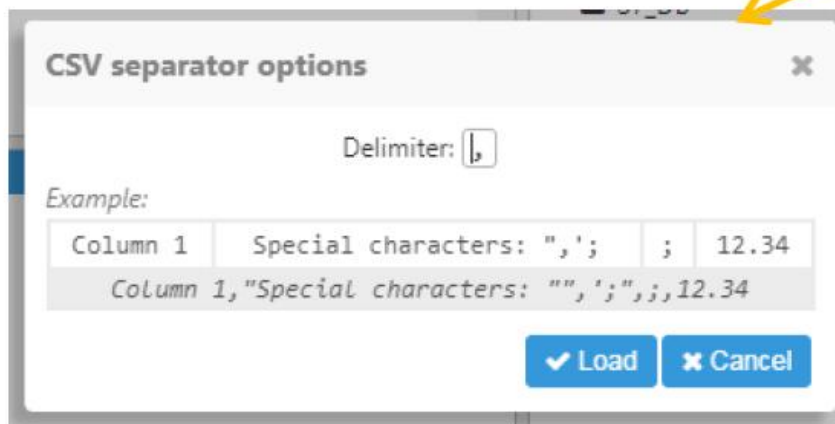 CSV separator options
Delimiter: ,
Example:
Column 1 Special characters: ",'; ; 12.34
Column 1,"Special characters: "",';",;,12.34
Load Cancel